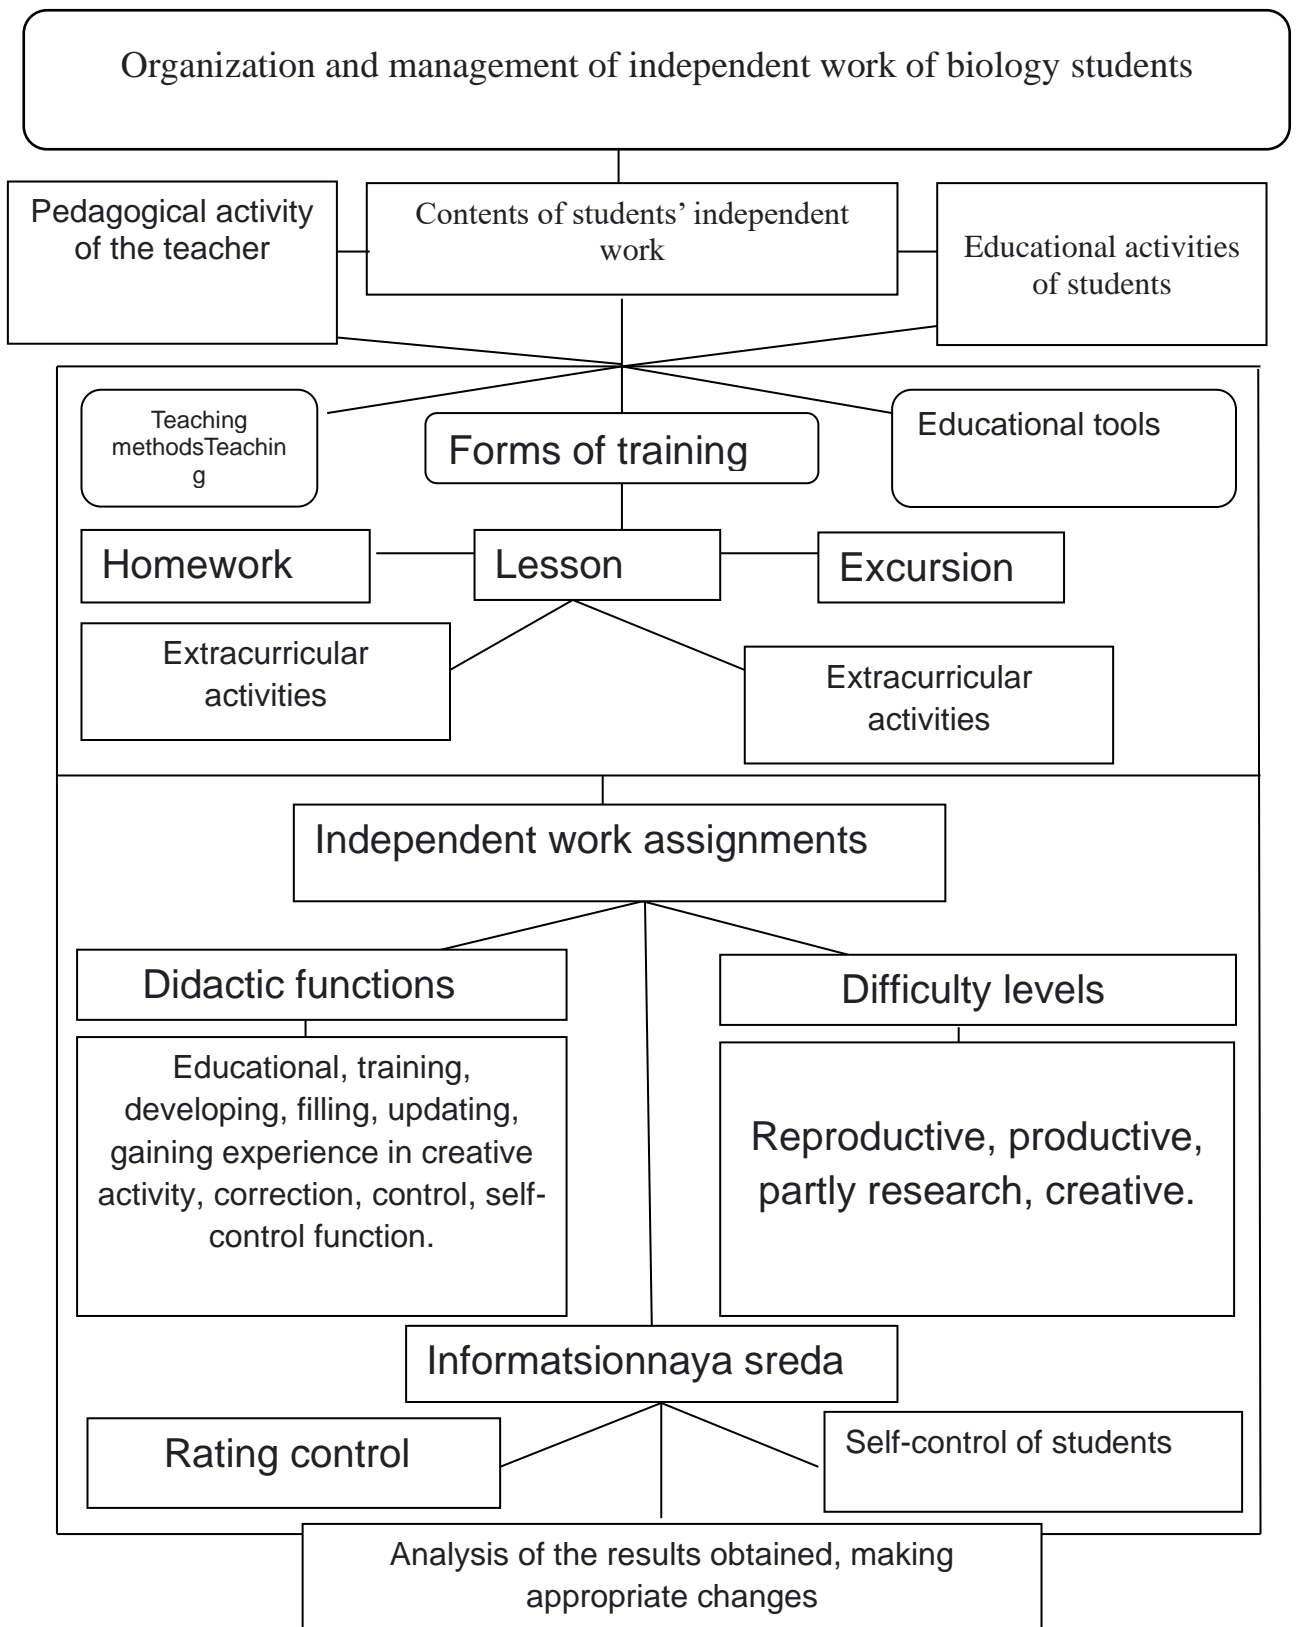 Organization and management of independent work of biology students
Pedagogical activity
of the teacher
Contents of students’ independent
work
Educational activities
of students
Teaching
methodsTeachin
g
Forms of training
Educational tools
Homework
Lesson
Excursion
Extracurricular
activities
Extracurricular
activities
Independent work assignments
Didactic functions
Difficulty levels
Educational, training,
developing, filling, updating,
gaining experience in creative
activity, correction, control, self-
control function.
Reproductive, productive,
partly research, creative.
Informatsionnaya sreda
Rating control
Self-control of students
Analysis of the results obtained, making
appropriate changes